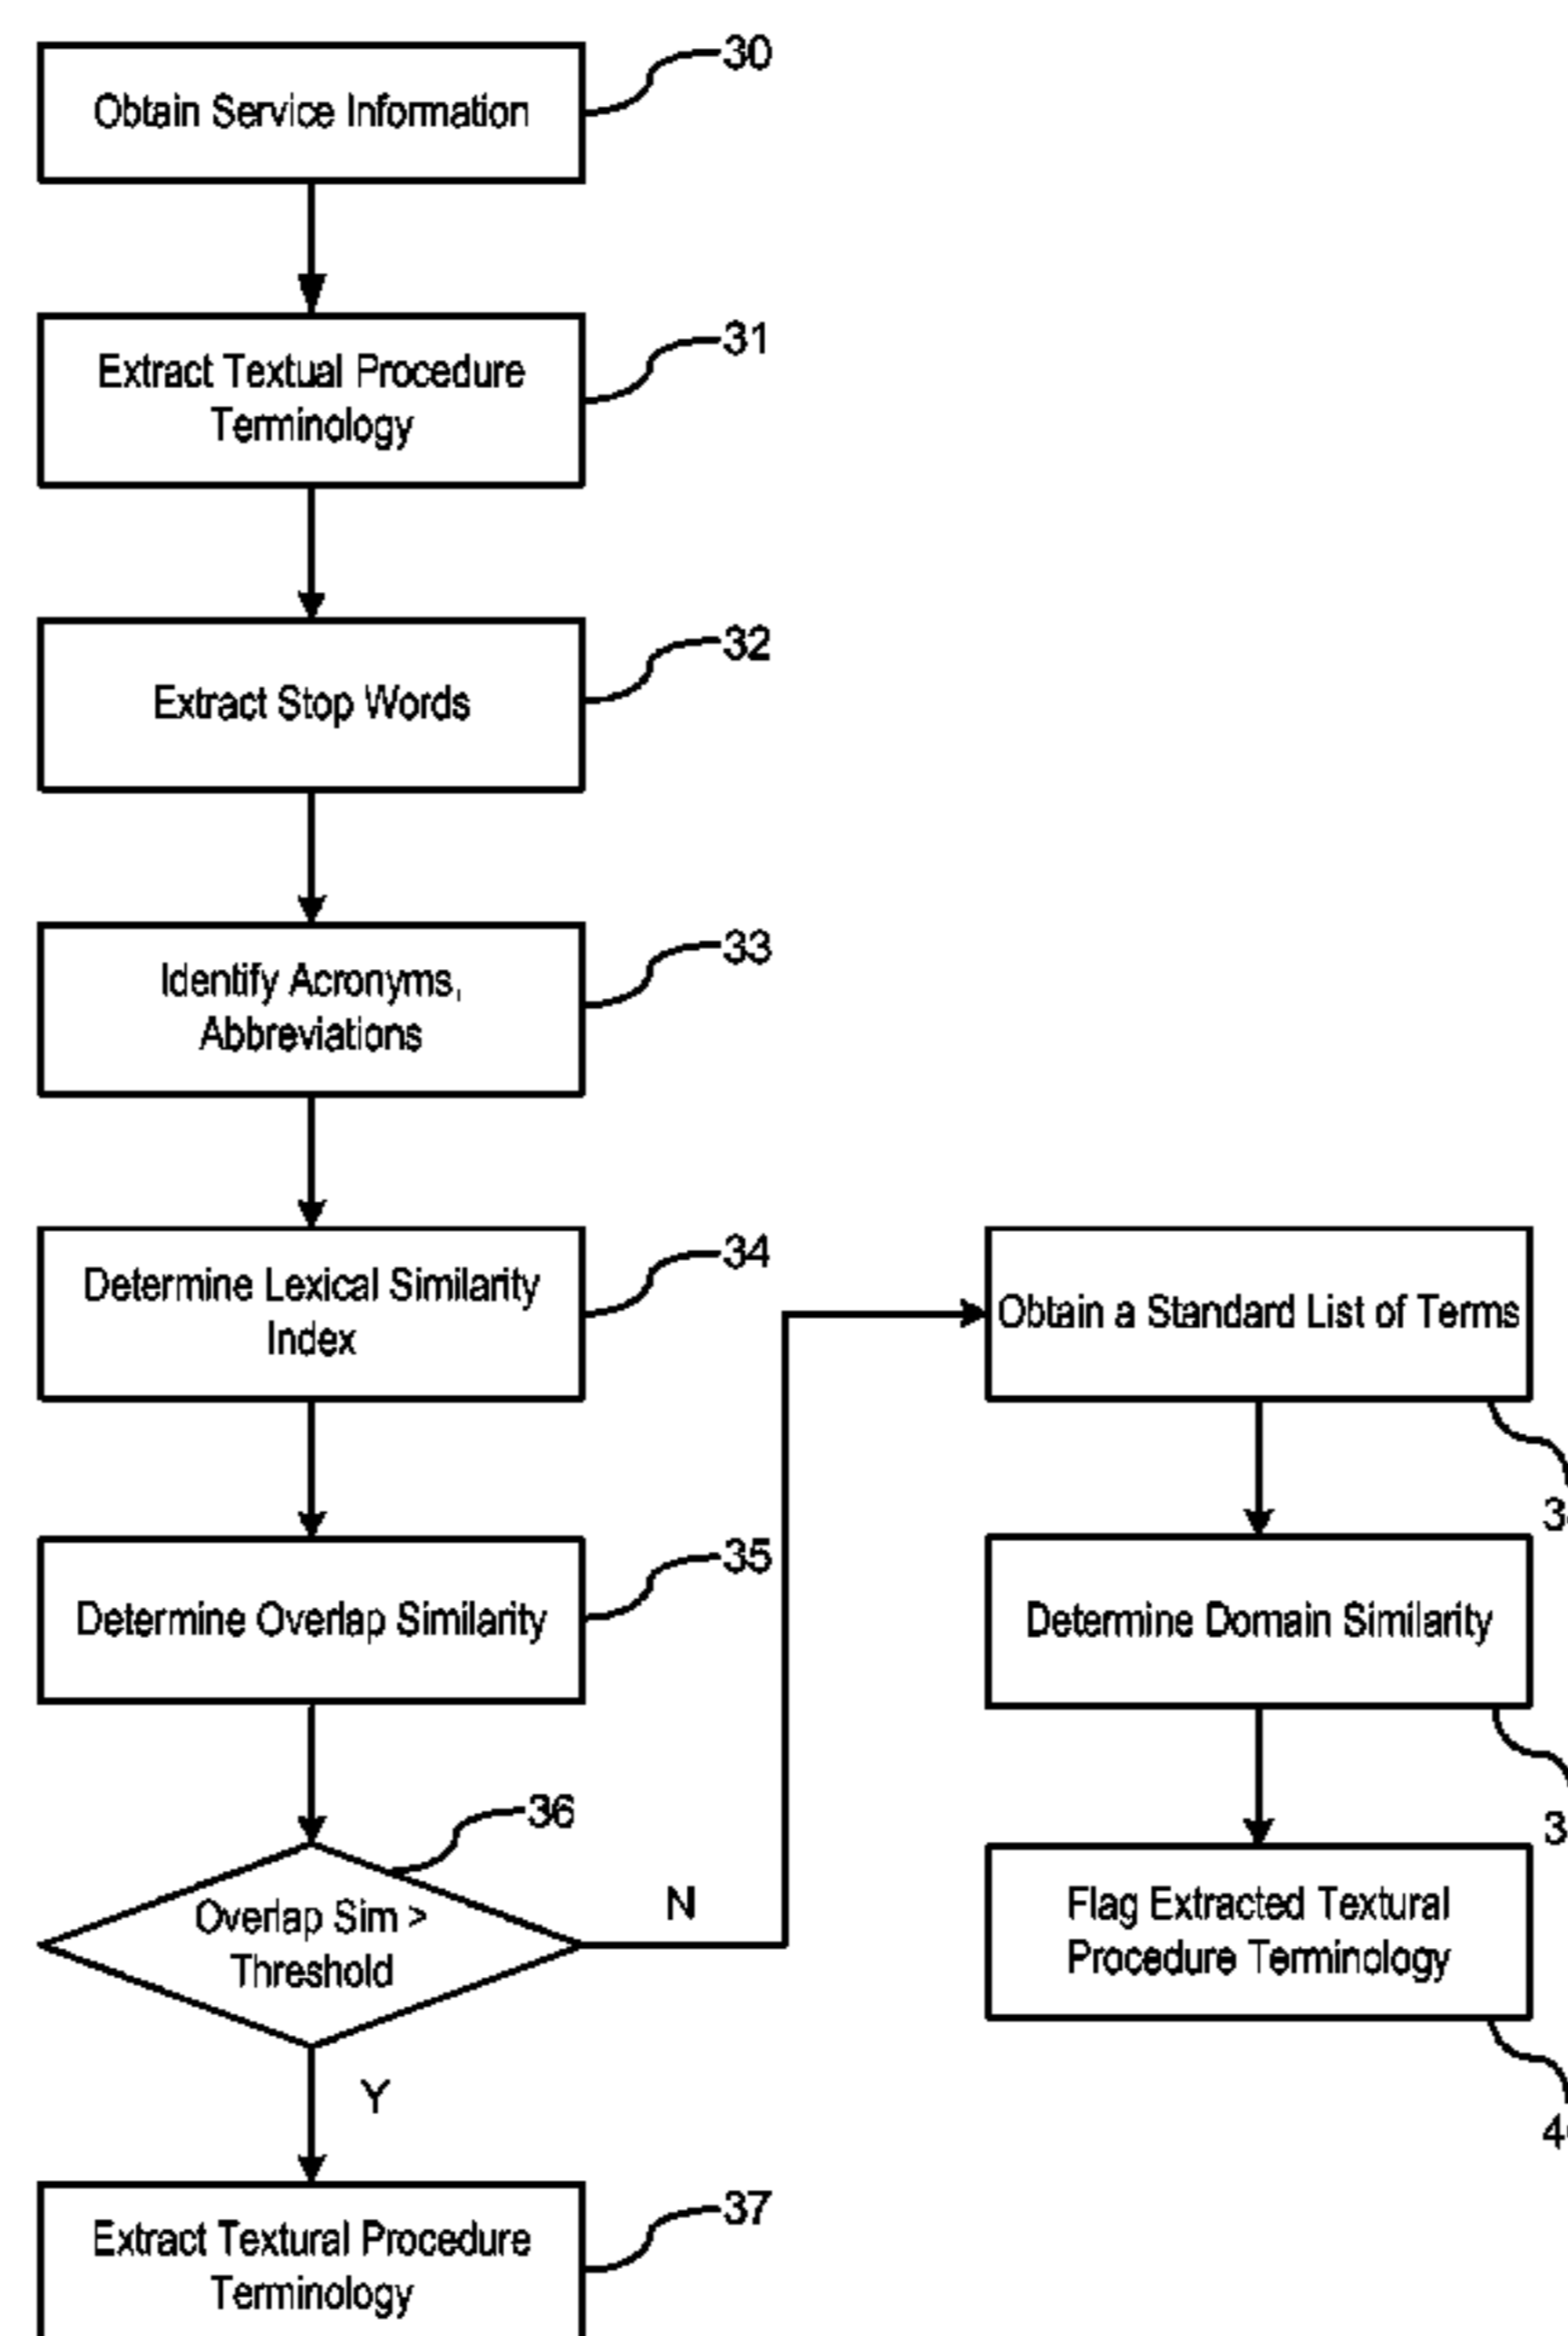 Obtain Service Information
30
Extract Textual Procedure
Terminology
31
Extract Stop Words
32
Identify Acronyms,
Abbreviations
33
Determine Lexical Similarity
Index
34
Determine Overlap Similarity
35
Overlap Sim >
Threshold
36
N
Y
Extract Textural Procedure
Terminology
37
Obtain a Standard List of Terms
Determine Domain Similarity
Flag Extracted Textural
Procedure Terminology